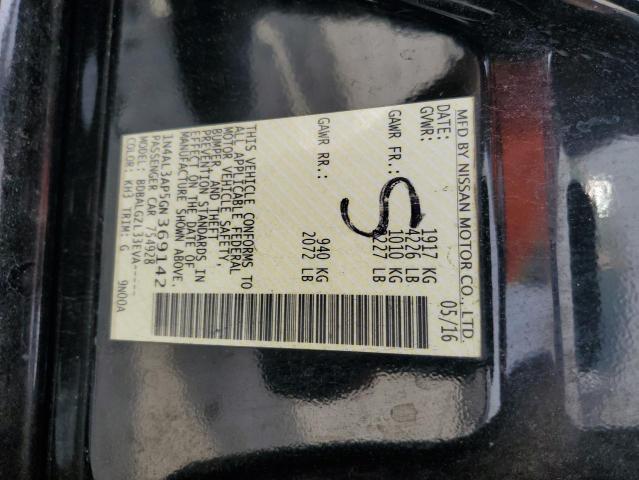 MFD BY NISSAN MOTOR CO., LTD.
DATE: 05/16
GVWR: 1917 KG
4226 LB
GAWR FR.: 1010 KG
2227 LB
S
GAWR RR.: 940 KG
2072 LB
THIS VEHICLE CONFORMS TO
ALL APPLICABLE FEDERAL
MOTOR VEHICLE SAFETY,
BUMPER, AND THEFT
PREVENTION STANDARDS IN
EFFECT ON THE DATE OF
MANUFACTURE SHOWN ABOVE.
1N4AL3AP5GN369142
PASSENGER CAR 754928
MODEL BDBALGZL33EVA-----
COLOR: KH3 TRIM: G 9N00A